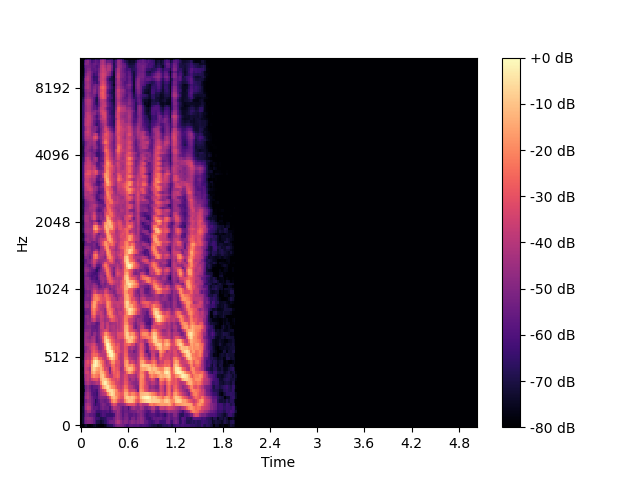 +0 dB
8192
-10 dB
4096
-20 dB
-30 dB
2048
-40 dB
Hz
1024
-50 dB
-60 dB
512
-70 dB
0
-80 dB
0 0.6 1.2 1.8 2.4 3 3.6 4.2 4.8
Time